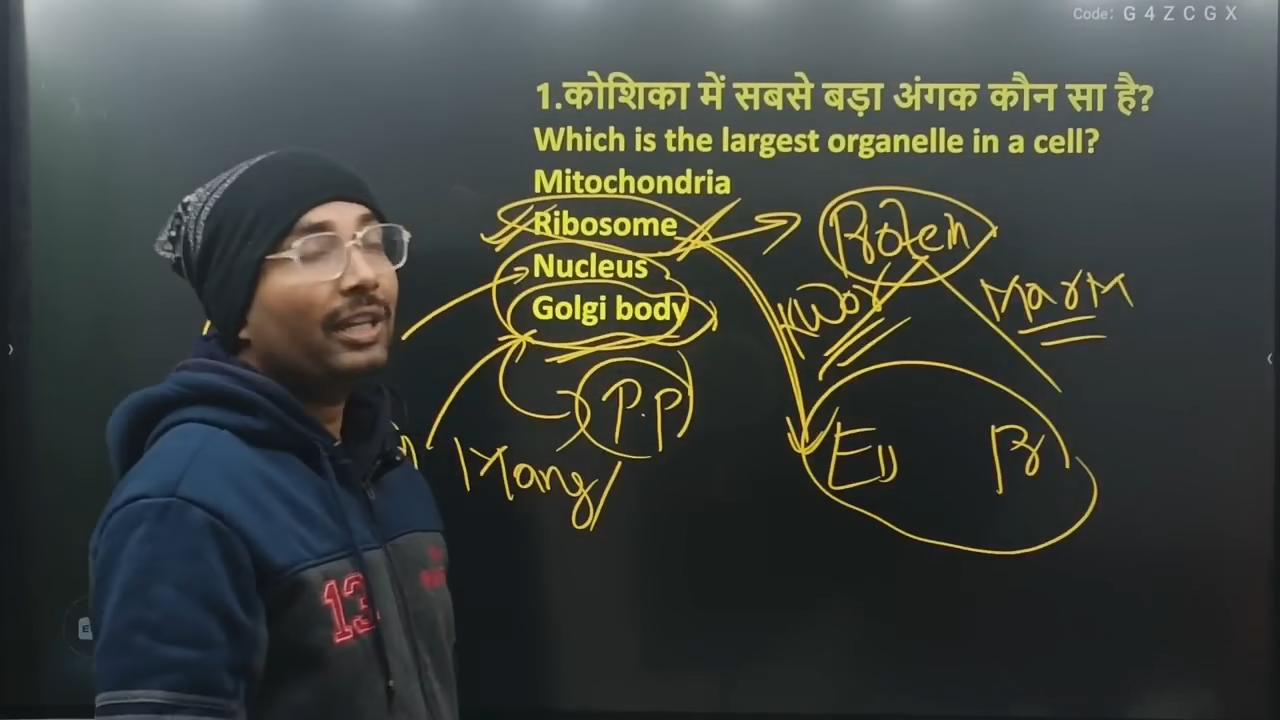 Code: G 4 Z C G X
1.कोशिका में सबसे बड़ा अंगक कौन सा है?
Which is the largest organelle in a cell?
Mitochondria
Ribosome
Protein
Nucleus
Golgi body
P.P
13